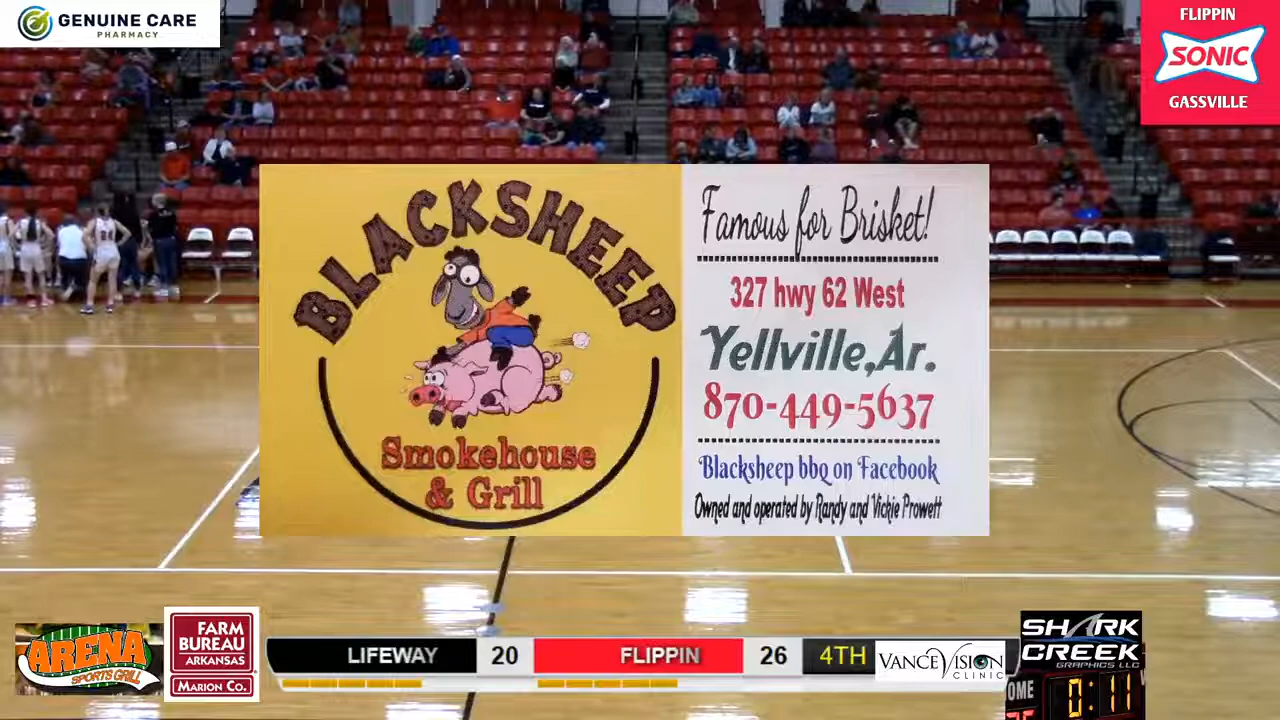 GENUINE CARE
PHARMACY
FLIPPIN
SONIC
GASSVILLE
BLACKSHEEP
Smokehouse
& Grill
Famous for Brisket!
327 hwy 62 West
Yellville,Ar.
870-449-5637
Blacksheep bbq on Facebook
Owned and operated by Randy and Vickie Prowett
ARENA
SPORTS GRILL
FARM
BUREAU
ARKANSAS
MARION CO.
LIFEWAY 20 FLIPPIN 26 4TH
VANCE VISION
CLINIC
SHARK
CREEK
GRAPHICS LLC
OME
0:11